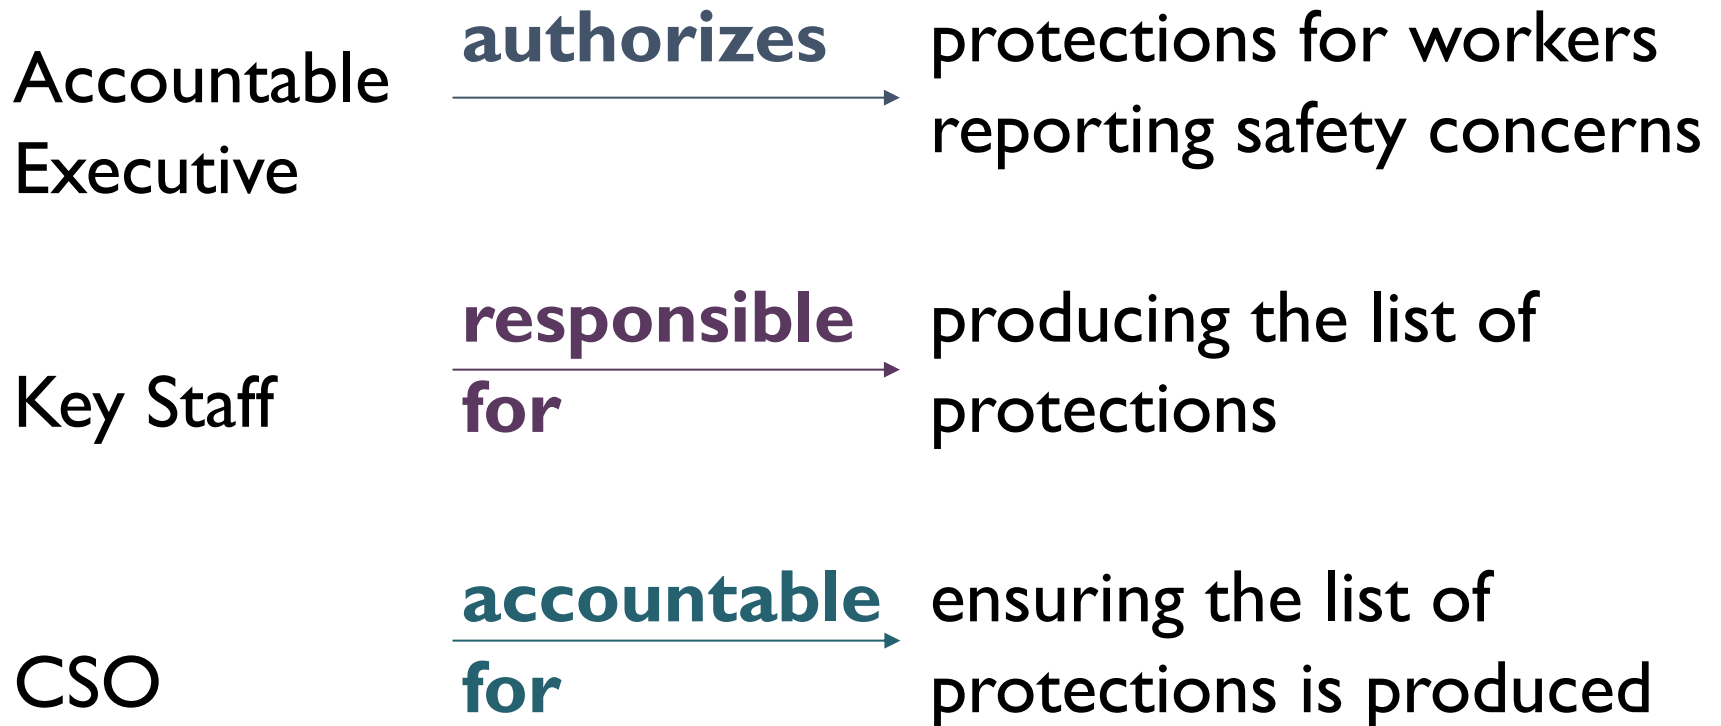 Accountable
Executive
authorizes
protections for workers
reporting safety concerns
Key Staff
responsible
for
producing the list of
protections
CSO
accountable
for
ensuring the list of
protections is produced